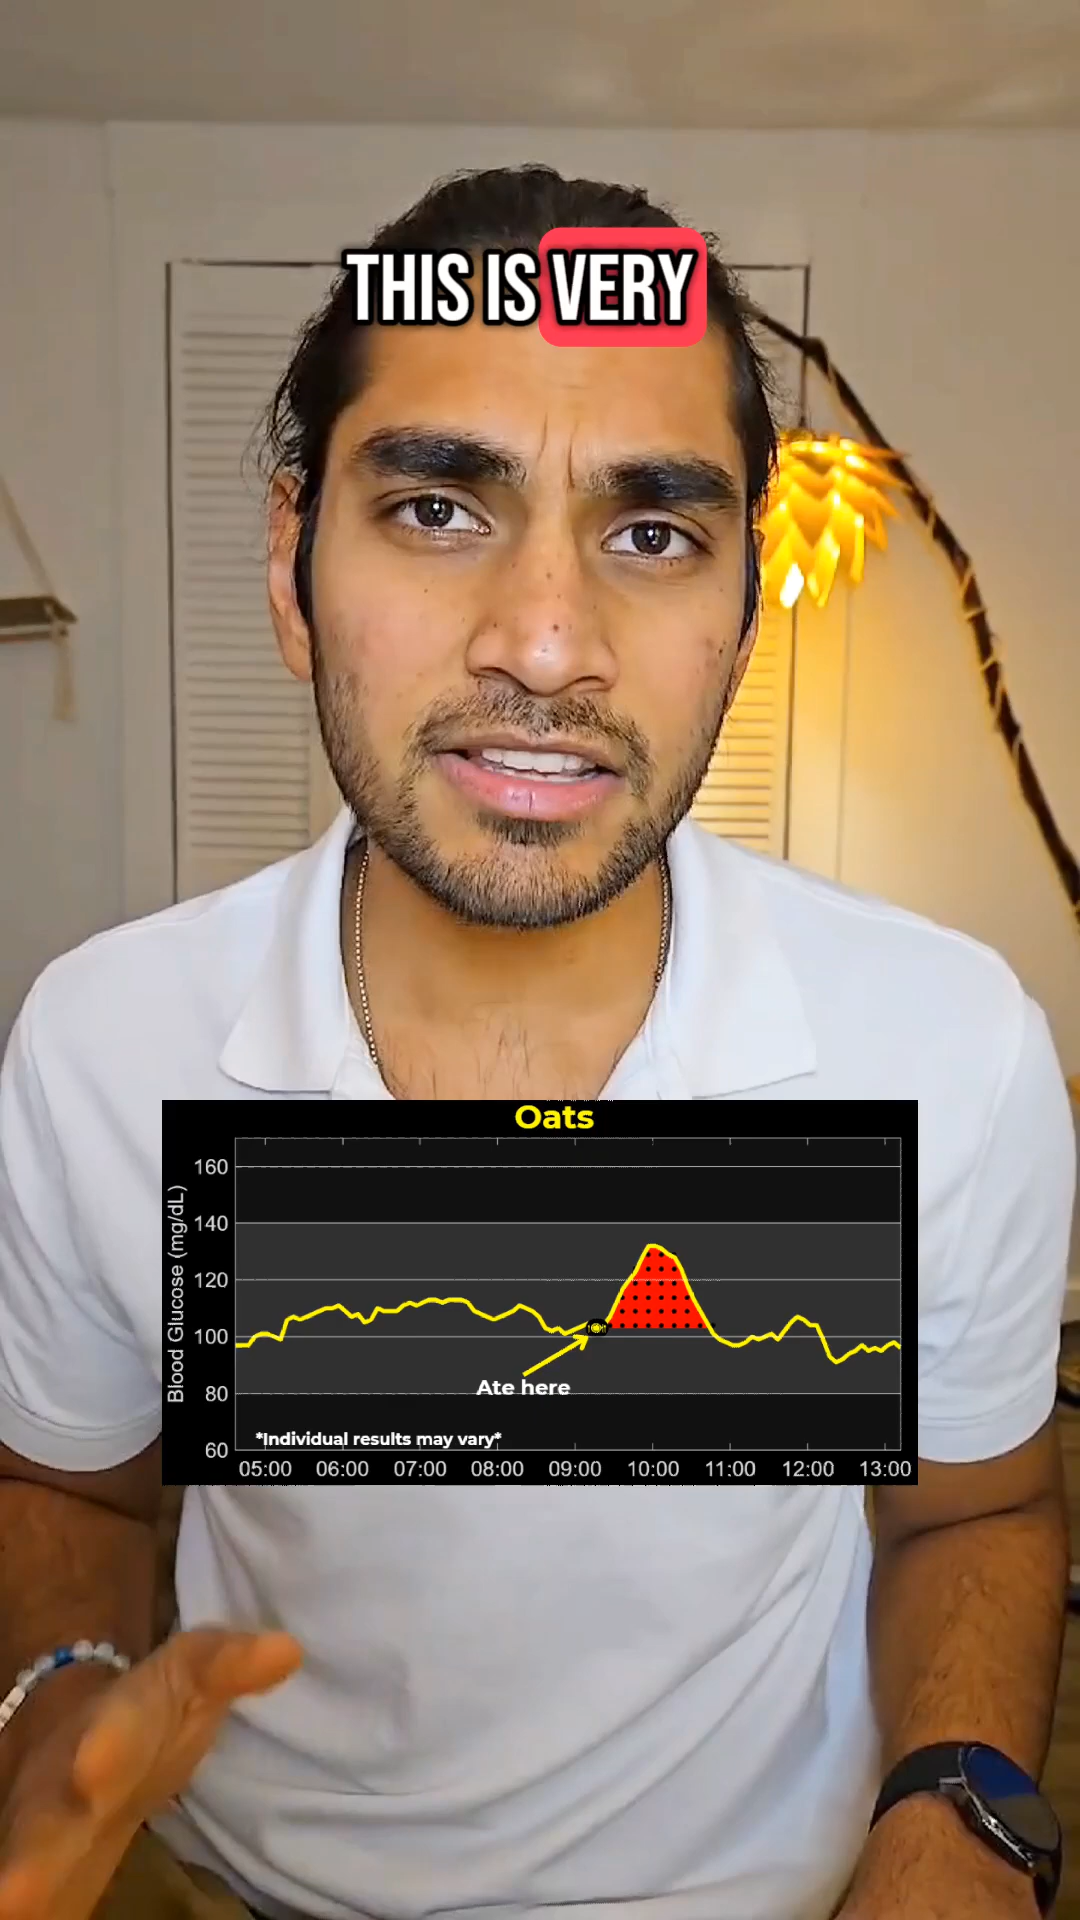 THIS IS VERY
Oats
Blood Glucose (mg/dL)
160
140
120
100
80
60
Ate here
*Individual results may vary*
05:00 06:00 07:00 08:00 09:00 10:00 11:00 12:00 13:00